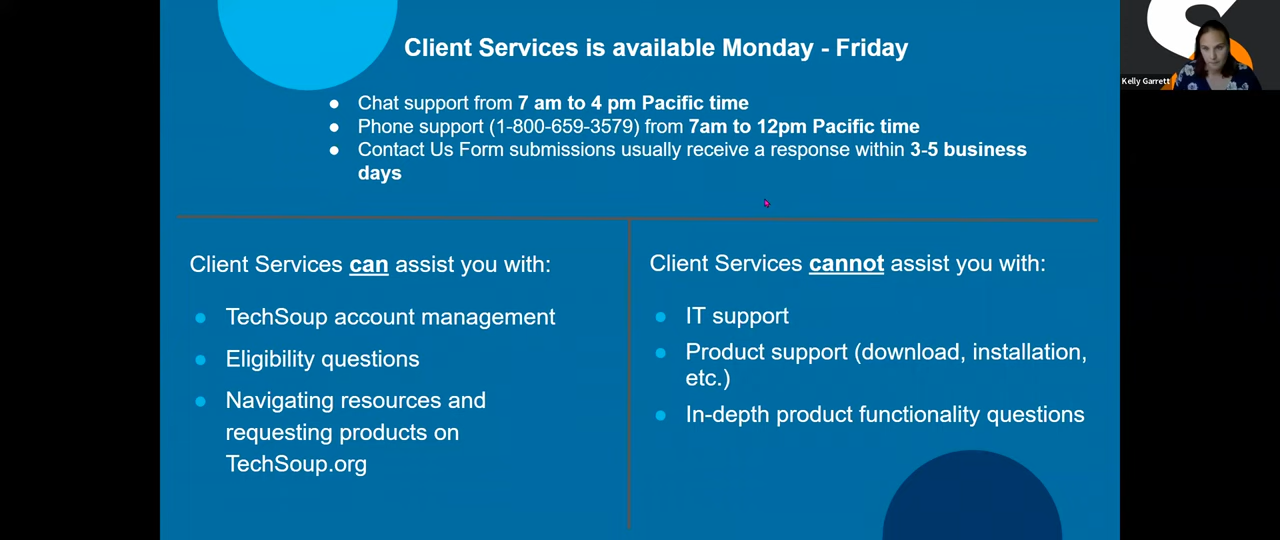 Client Services is available Monday - Friday
Kelly Garrett
● Chat support from 7 am to 4 pm Pacific time
● Phone support (1-800-659-3579) from 7am to 12pm Pacific time
● Contact Us Form submissions usually receive a response within 3-5 business
days
Client Services can assist you with:
● TechSoup account management
● Eligibility questions
● Navigating resources and
requesting products on
TechSoup.org
Client Services cannot assist you with:
● IT support
● Product support (download, installation,
etc.)
● In-depth product functionality questions